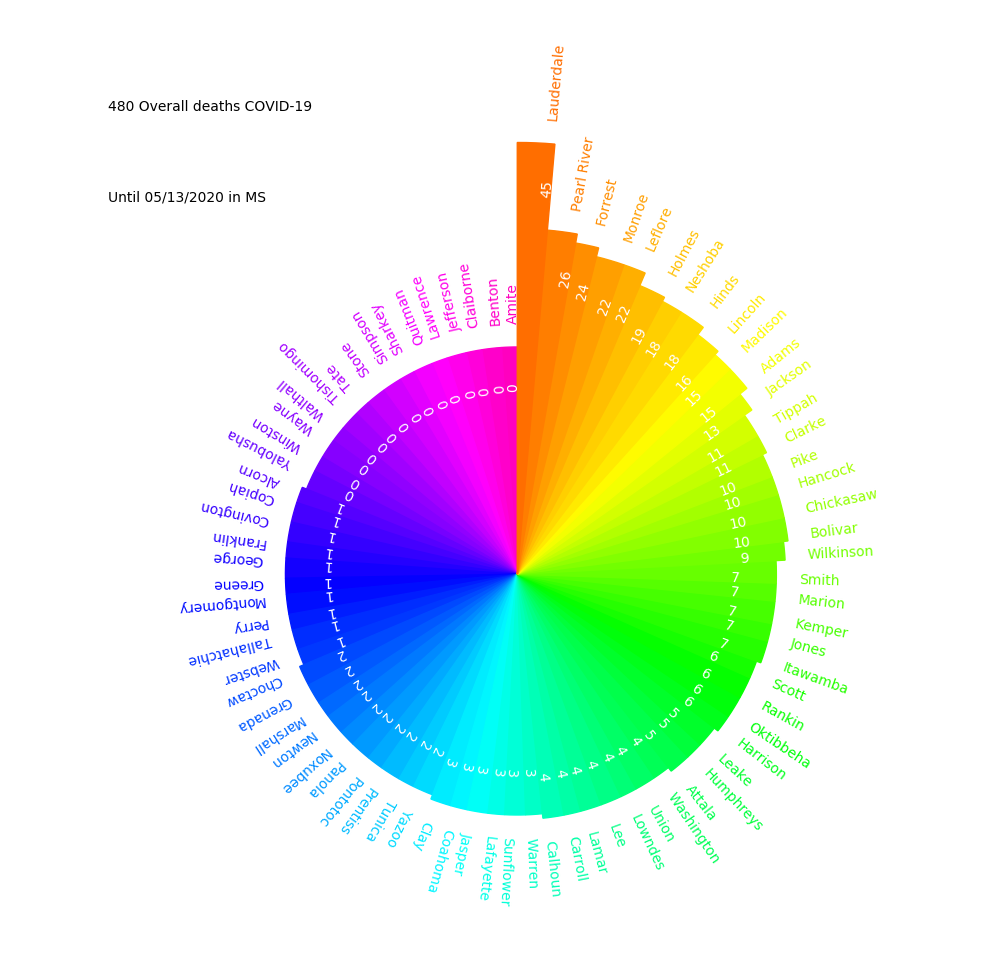 480 Overall deaths COVID-19
Until 05/13/2020 in MS
Lauderdale
45
Pearl River
26
Forrest
24
Monroe
22
Leflore
22
Holmes
19
Neshoba
18
Hinds
18
Lincoln
16
Madison
15
Adams
15
Jackson
13
Tippah
11
Clarke
11
Pike
10
Hancock
10
Chickasaw
10
Bolivar
10
Wilkinson
9
Smith
7
Marion
7
Kemper
7
Jones
7
Itawamba
7
Scott
6
Rankin
6
Oktibbeha
6
Harrison
6
Leake
5
Humphreys
5
Attala
5
Washington
4
Union
4
Lowndes
4
Lee
4
Lamar
4
Carroll
4
Calhoun
4
Warren
3
Sunflower
3
Lafayette
3
Jasper
3
Coahoma
3
Clay
3
Yazoo
2
Tunica
2
Prentiss
2
Pontotoc
2
Panola
2
Noxubee
2
Newton
2
Marshall
2
Grenada
2
Choctaw
2
Webster
1
Tallahatchie
1
Perry
1
Montgomery
1
Greene
1
George
1
Franklin
1
Covington
1
Copiah
1
Alcorn
1
Yalobusha
0
Winston
0
Wayne
0
Walthall
0
Tishomingo
0
Tate
0
Stone
0
Simpson
0
Sharkey
0
Quitman
0
Lawrence
0
Jefferson
0
Claiborne
0
Benton
0
Amite
0